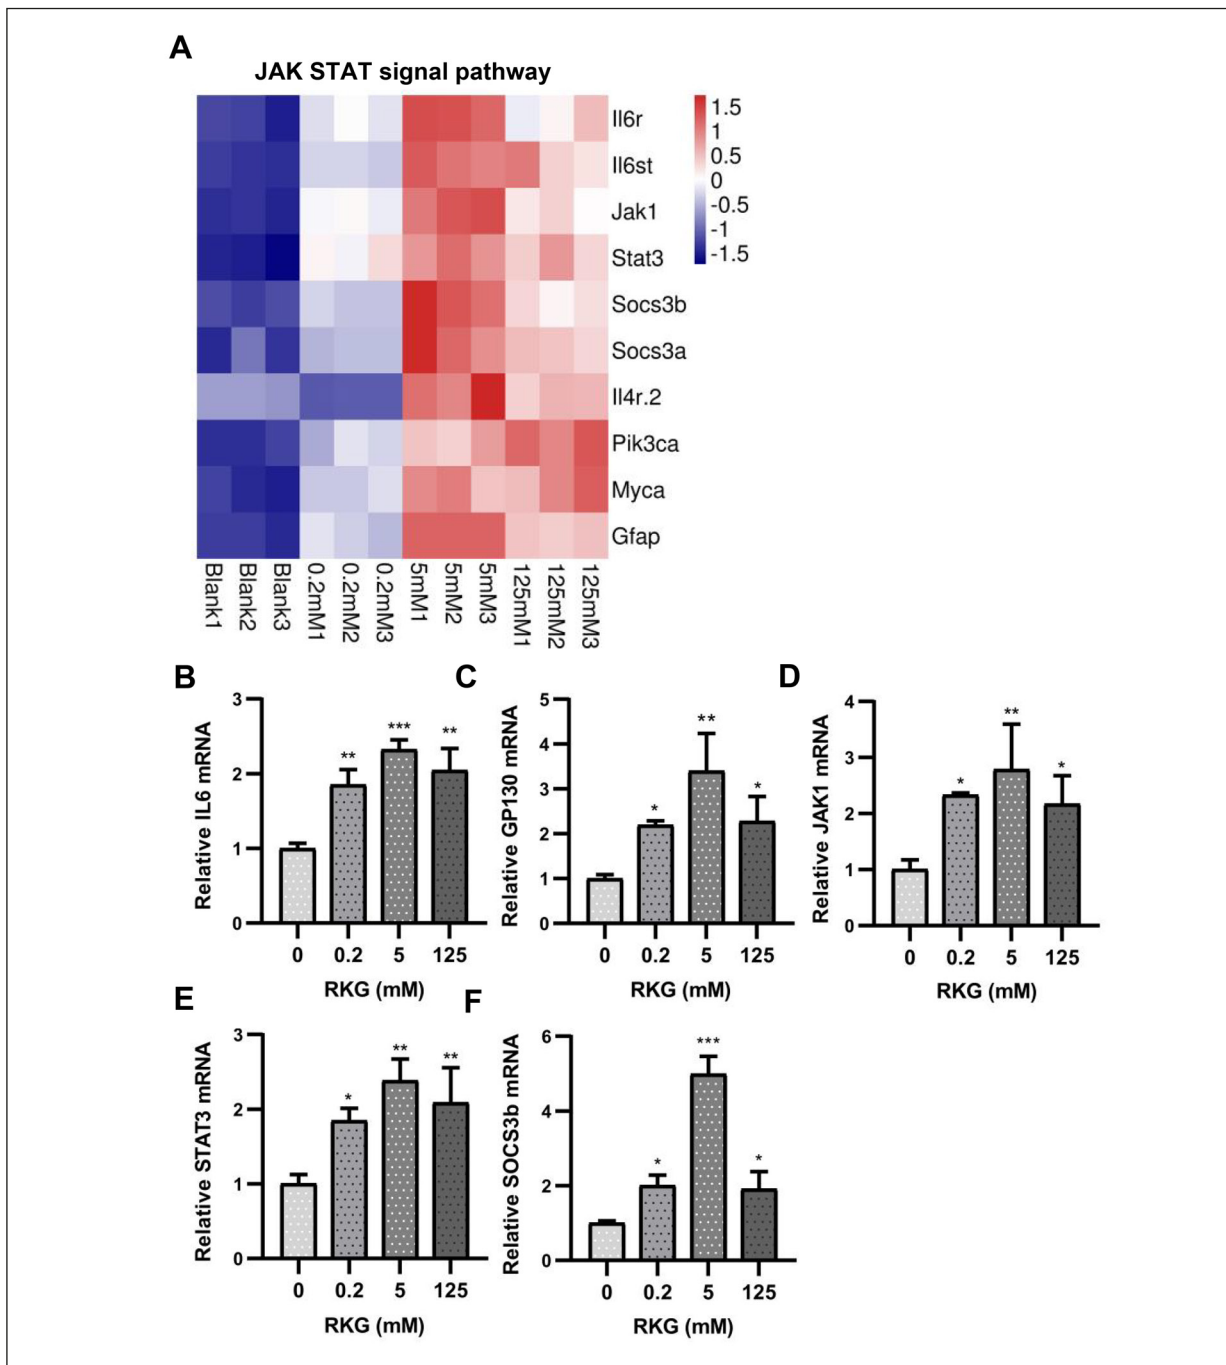 A
JAK STAT signal pathway
Il6r
Il6st
Jak1
Stat3
Socs3b
Socs3a
Il4r.2
Pik3ca
Myca
Gfap
1.5
1
0.5
0
-0.5
-1
-1.5
Blank1
Blank2
Blank3
0.2mM1
0.2mM2
0.2mM3
5mM1
5mM2
5mM3
125mM1
125mM2
125mM3
B
Relative IL6 mRNA
3
2
1
0
**
***
**
0 0.2 5 125
RKG (mM)
C
Relative GP130 mRNA
5
4
3
2
1
0
*
**
*
0 0.2 5 125
RKG (mM)
D
Relative JAK1 mRNA
4
3
2
1
0
*
**
*
0 0.2 5 125
RKG (mM)
E
Relative STAT3 mRNA
3
2
1
0
*
**
**
0 0.2 5 125
RKG (mM)
F
Relative SOCS3b mRNA
6
4
2
0
*
***
*
0 0.2 5 125
RKG (mM)